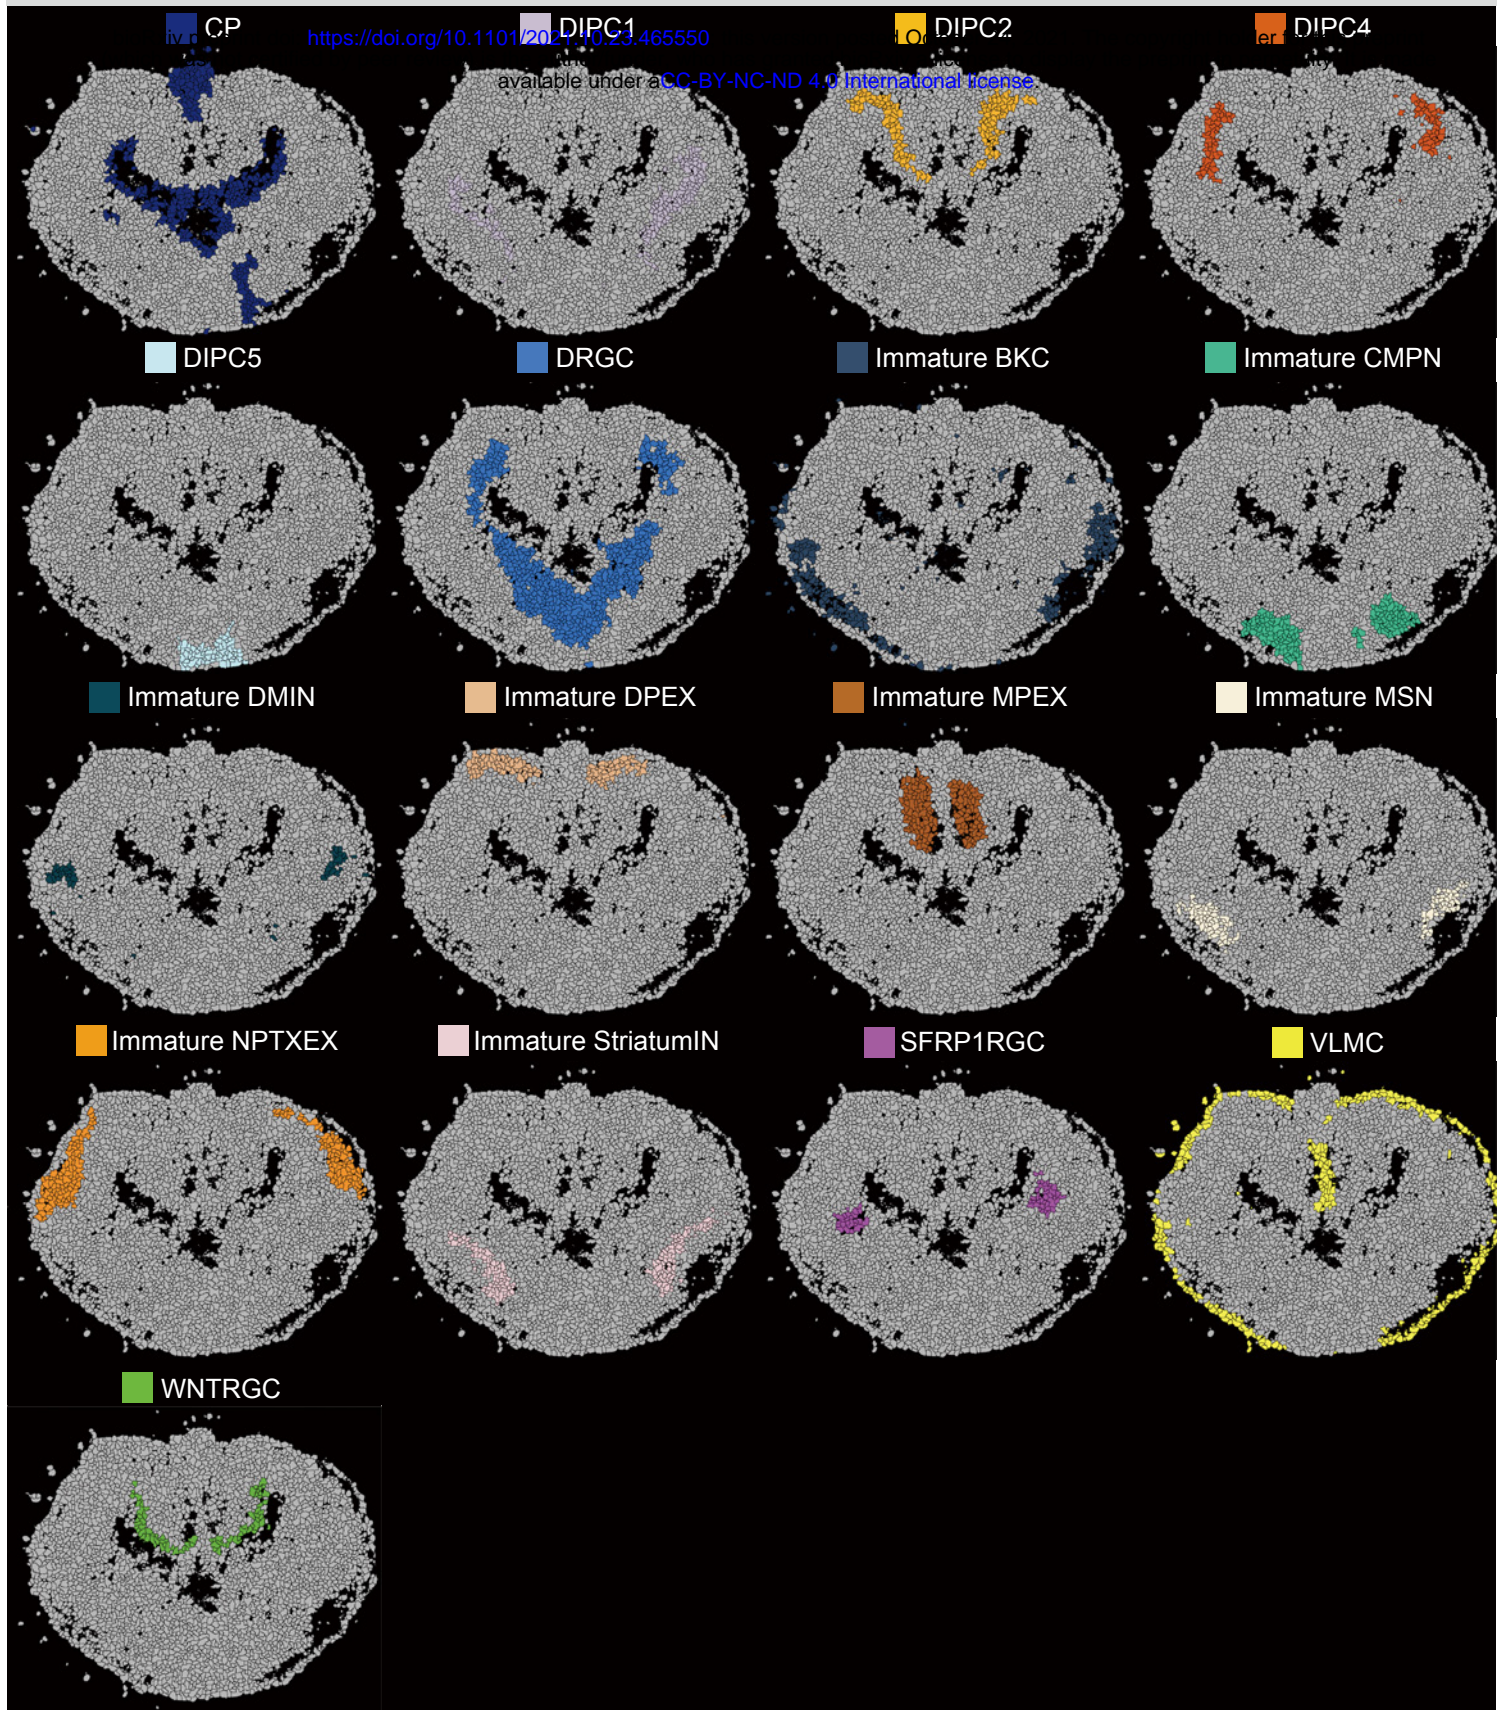 CP DIPC1 DIPC2 DIPC4
https://doi.org/10.1101/2021.10.23.465550
available under aCC-BY-NC-ND 4.0 International license.
DIPC5 DRGC Immature BKC Immature CMPN
Immature DMIN Immature DPEX Immature MPEX Immature MSN
Immature NPTXEX Immature StriatumIN SFRP1RGC VLMC
WNTRGC